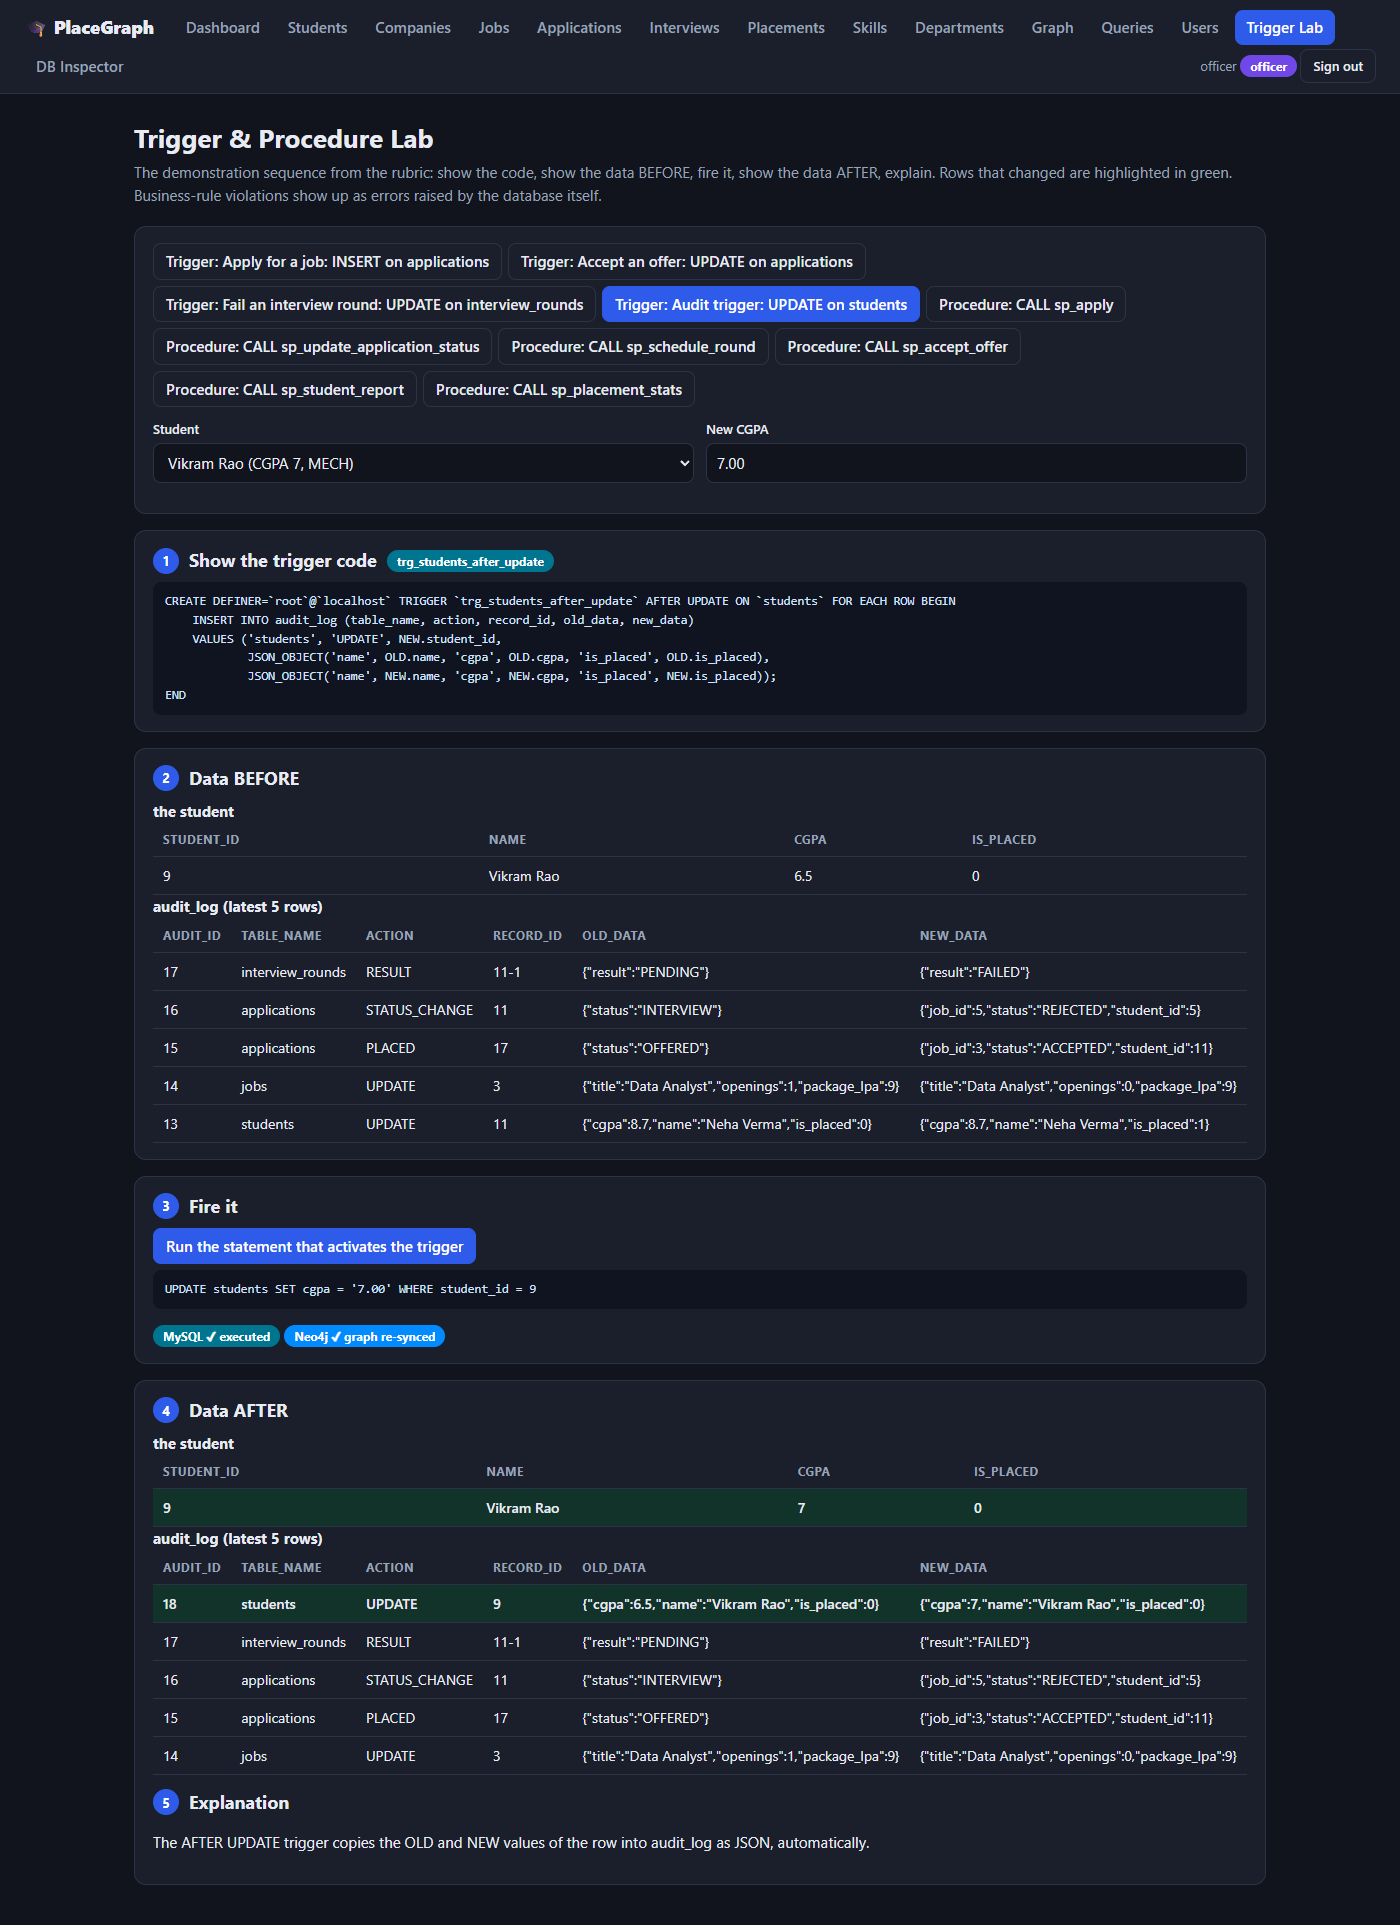 PlaceGraph Dashboard Students Companies Jobs Applications Interviews Placements Skills Departments Graph Queries Users Trigger Lab
DB Inspector officer officer Sign out
Trigger & Procedure Lab
The demonstration sequence from the rubric: show the code, show the data BEFORE, fire it, show the data AFTER, explain. Rows that changed are highlighted in green.
Business-rule violations show up as errors raised by the database itself.
Trigger: Apply for a job: INSERT on applications Trigger: Accept an offer: UPDATE on applications
Trigger: Fail an interview round: UPDATE on interview_rounds Trigger: Audit trigger: UPDATE on students Procedure: CALL sp_apply
Procedure: CALL sp_update_application_status Procedure: CALL sp_schedule_round Procedure: CALL sp_accept_offer
Procedure: CALL sp_student_report Procedure: CALL sp_placement_stats
Student New CGPA
Vikram Rao (CGPA 7, MECH) 7.00
1 Show the trigger code trg_students_after_update
CREATE DEFINER=`root`@`localhost` TRIGGER `trg_students_after_update` AFTER UPDATE ON `students` FOR EACH ROW BEGIN
INSERT INTO audit_log (table_name, action, record_id, old_data, new_data)
VALUES ('students', 'UPDATE', NEW.student_id,
JSON_OBJECT('name', OLD.name, 'cgpa', OLD.cgpa, 'is_placed', OLD.is_placed),
JSON_OBJECT('name', NEW.name, 'cgpa', NEW.cgpa, 'is_placed', NEW.is_placed));
END
2 Data BEFORE
the student
STUDENT_ID NAME CGPA IS_PLACED
9 Vikram Rao 6.5 0
audit_log (latest 5 rows)
AUDIT_ID TABLE_NAME ACTION RECORD_ID OLD_DATA NEW_DATA
17 interview_rounds RESULT 11-1 {"result":"PENDING"} {"result":"FAILED"}
16 applications STATUS_CHANGE 11 {"status":"INTERVIEW"} {"job_id":5,"status":"REJECTED","student_id":5}
15 applications PLACED 17 {"status":"OFFERED"} {"job_id":3,"status":"ACCEPTED","student_id":11}
14 jobs UPDATE 3 {"title":"Data Analyst","openings":1,"package_lpa":9} {"title":"Data Analyst","openings":0,"package_lpa":9}
13 students UPDATE 11 {"cgpa":8.7,"name":"Neha Verma","is_placed":0} {"cgpa":8.7,"name":"Neha Verma","is_placed":1}
3 Fire it
Run the statement that activates the trigger
UPDATE students SET cgpa = '7.00' WHERE student_id = 9
MySQL ✓ executed Neo4j ✓ graph re-synced
4 Data AFTER
the student
STUDENT_ID NAME CGPA IS_PLACED
9 Vikram Rao 7 0
audit_log (latest 5 rows)
AUDIT_ID TABLE_NAME ACTION RECORD_ID OLD_DATA NEW_DATA
18 students UPDATE 9 {"cgpa":6.5,"name":"Vikram Rao","is_placed":0} {"cgpa":7,"name":"Vikram Rao","is_placed":0}
17 interview_rounds RESULT 11-1 {"result":"PENDING"} {"result":"FAILED"}
16 applications STATUS_CHANGE 11 {"status":"INTERVIEW"} {"job_id":5,"status":"REJECTED","student_id":5}
15 applications PLACED 17 {"status":"OFFERED"} {"job_id":3,"status":"ACCEPTED","student_id":11}
14 jobs UPDATE 3 {"title":"Data Analyst","openings":1,"package_lpa":9} {"title":"Data Analyst","openings":0,"package_lpa":9}
5 Explanation
The AFTER UPDATE trigger copies the OLD and NEW values of the row into audit_log as JSON, automatically.